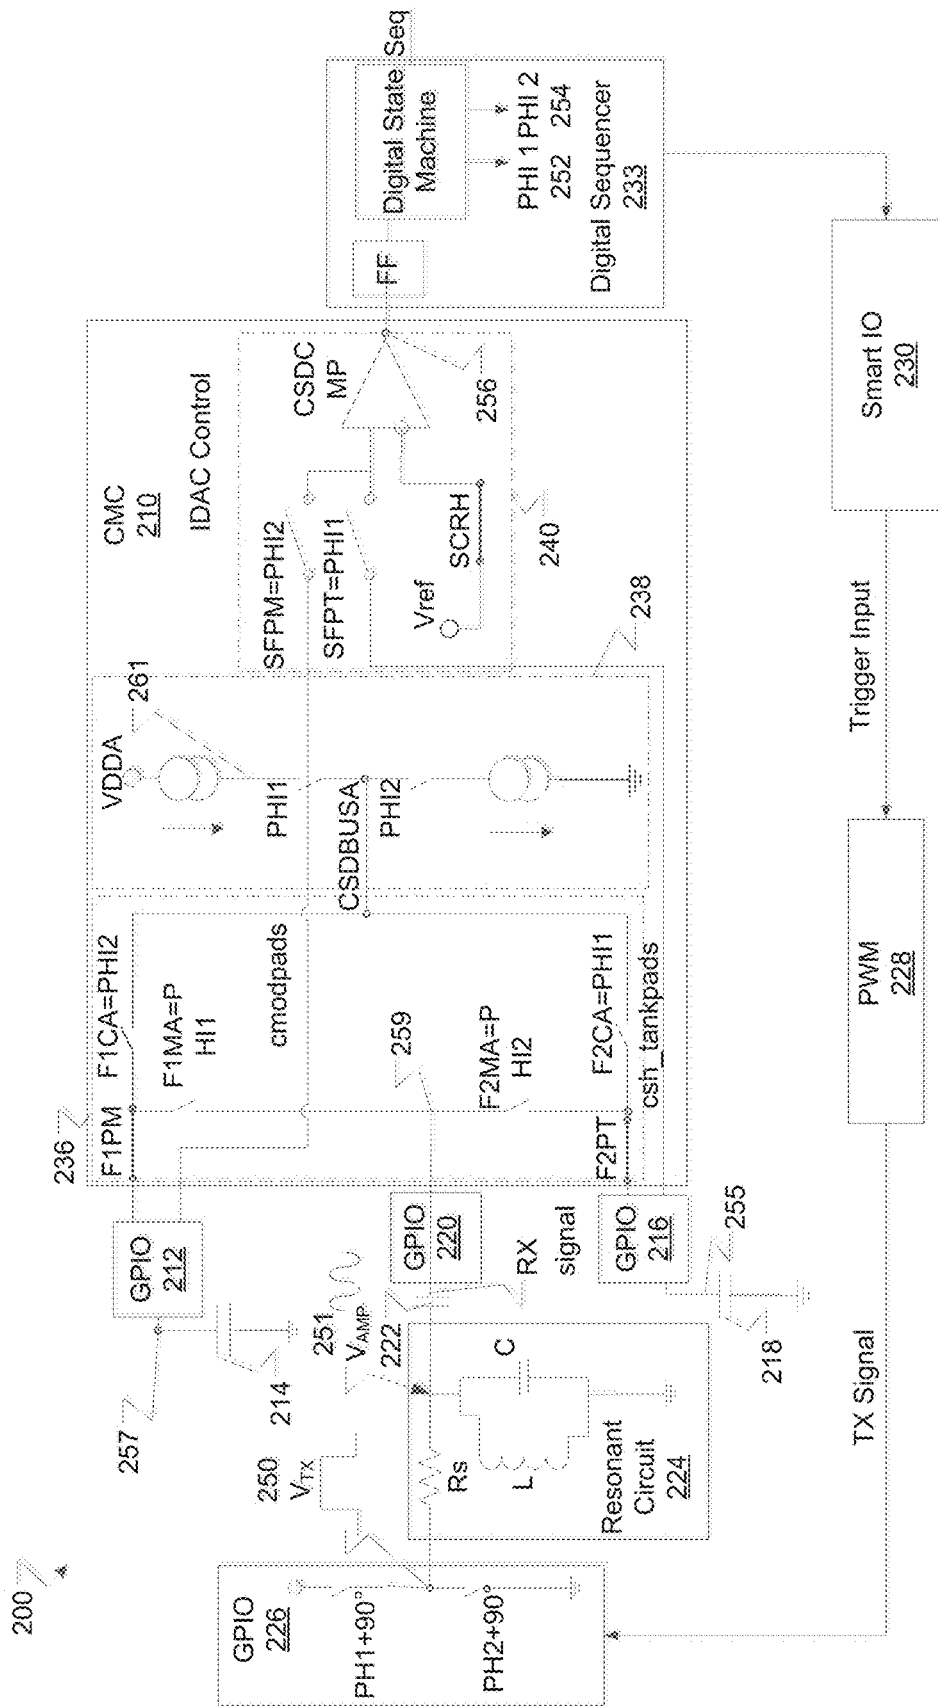 200
GPIO
226
PH1+90°
PH2+90°
250
VTX
251
VAMP
222
257
214
Rs
L
C
Resonant
Circuit
224
218
GPIO
212
GPIO
220
RX
signal
GPIO
216
255
236
F1PM
F1CA=PHI2
F1MA=P
HI1
cmodpads
259
F2MA=P
HI2
F2PT
F2CA=PHI1
csh_tankpads
CSDBUSA
VDDA
261
PHI1
PHI2
238
CMC
210
IDAC Control
SFPM=PHI2
SFPT=PHI1
Vref
SCRH
240
CSDC
MP
256
FF
Digital State
Machine
Seq
PHI 1
252
PHI 2
254
Digital Sequencer
233
Smart IO
230
Trigger Input
PWM
228
TX Signal